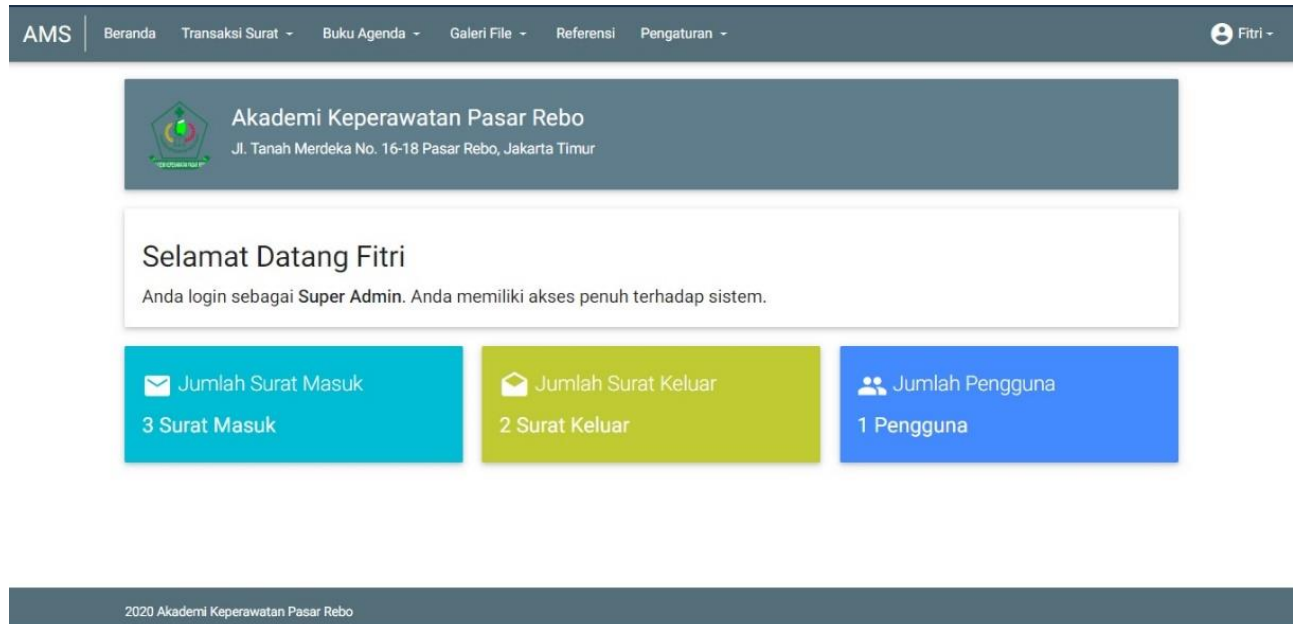 AMS
Beranda
Transaksi Surat
Buku Agenda
Galeri File
Referensi
Pengaturan
Fitri
Akademi Keperawatan Pasar Rebo
Jl. Tanah Merdeka No. 16-18 Pasar Rebo, Jakarta Timur
Selamat Datang Fitri
Anda login sebagai Super Admin. Anda memiliki akses penuh terhadap sistem.
Jumlah Surat Masuk
3 Surat Masuk
Jumlah Surat Keluar
2 Surat Keluar
Jumlah Pengguna
1 Pengguna
2020 Akademi Keperawatan Pasar Rebo